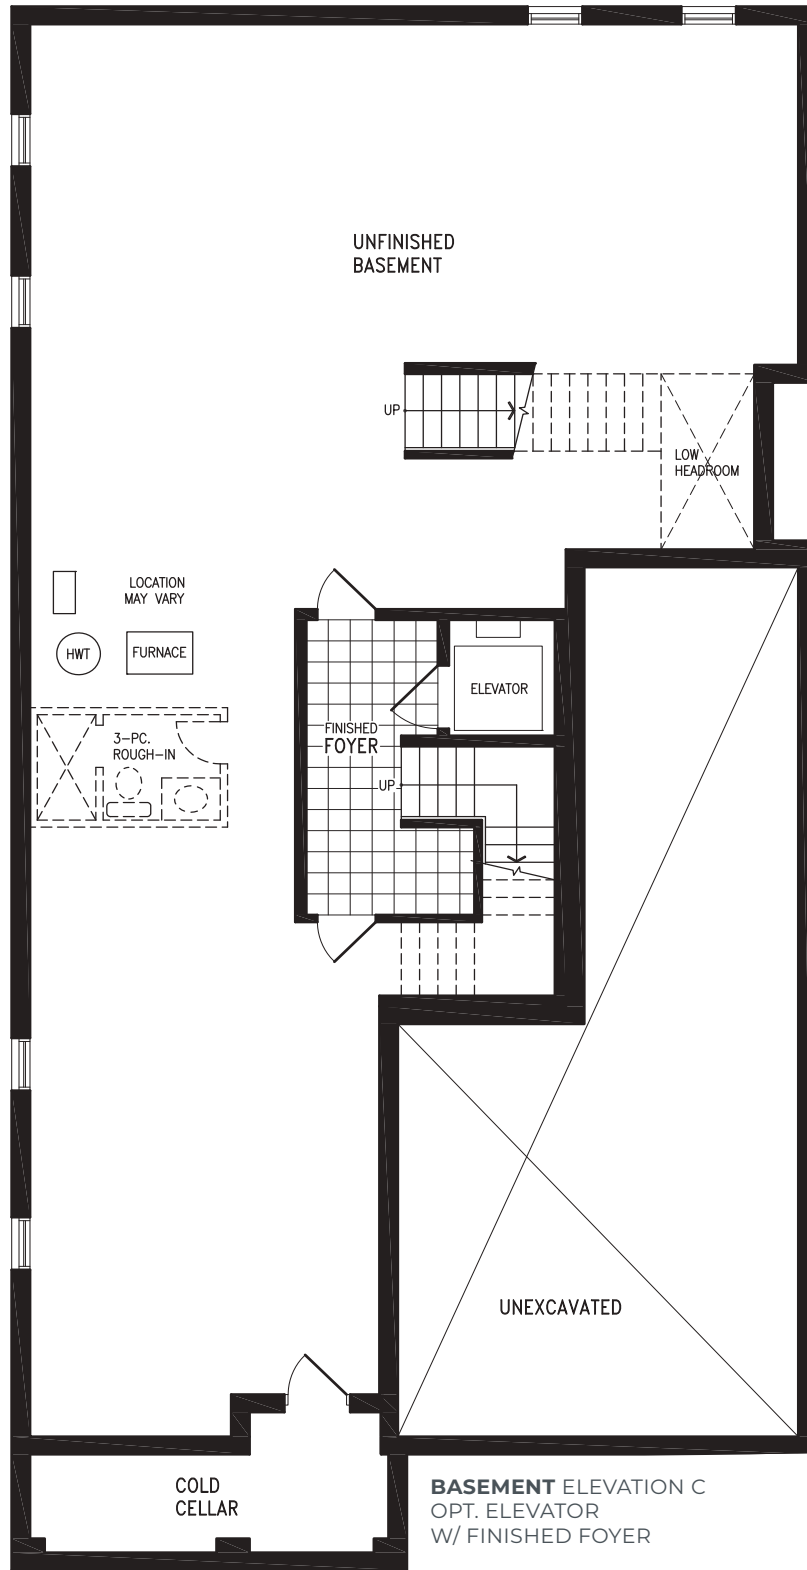 UNFINISHED
BASEMENT
UP
LOW
HEADROOM
LOCATION
MAY VARY
HWT
FURNACE
ELEVATOR
3-PC.
ROUGH-IN
FINISHED
FOYER
UP
UNEXCAVATED
COLD
CELLAR
BASEMENT ELEVATION C
OPT. ELEVATOR
W/ FINISHED FOYER